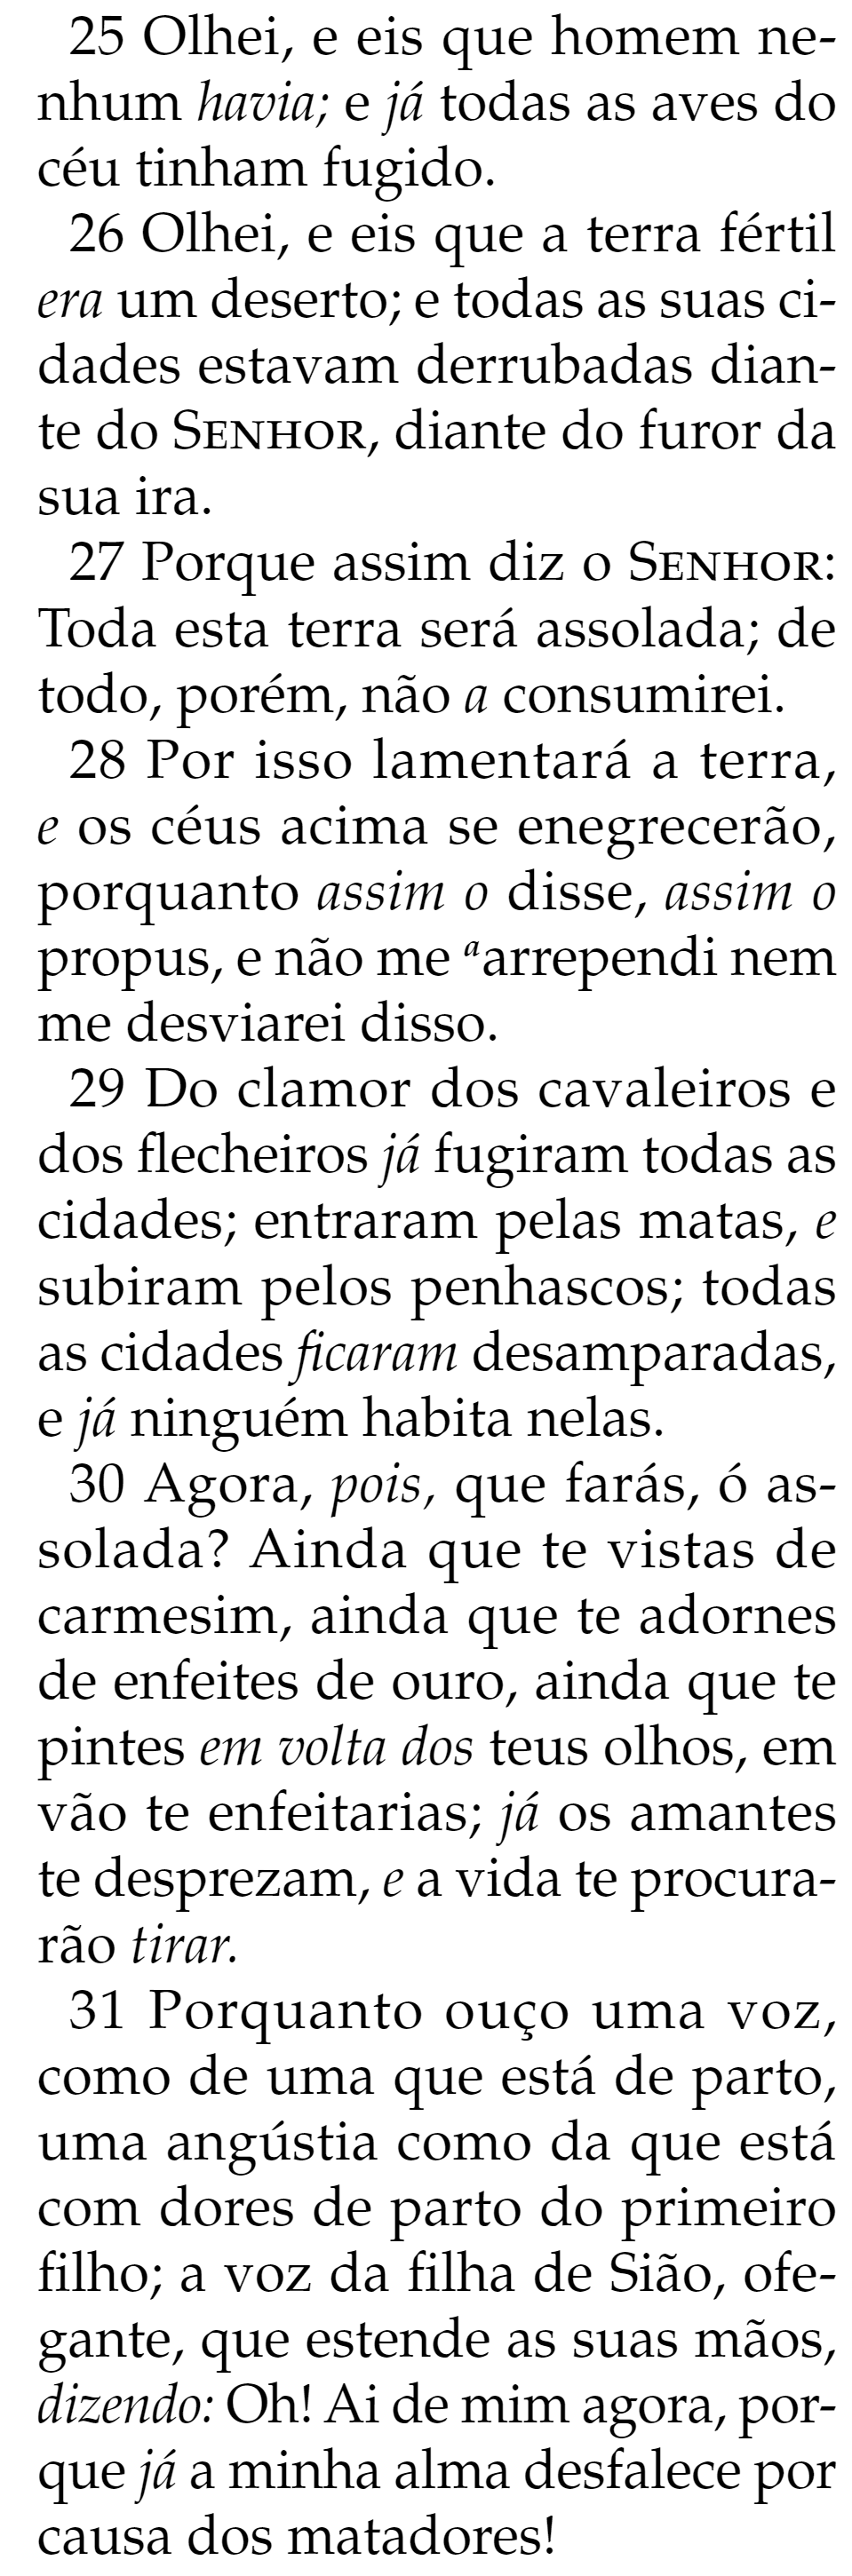 25 Olhei, e eis que homem ne-
nhum havia; e já todas as aves do
céu tinham fugido.
26 Olhei, e eis que a terra fértil
era um deserto; e todas as suas ci-
dades estavam derrubadas dian-
te do SENHOR, diante do furor da
sua ira.
27 Porque assim diz o SENHOR:
Toda esta terra será assolada; de
todo, porém, não a consumirei.
28 Por isso lamentará a terra,
e os céus acima se enegrecerão,
porquanto assim o disse, assim o
propus, e não me aarrependi nem
me desviarei disso.
29 Do clamor dos cavaleiros e
dos flecheiros já fugiram todas as
cidades; entraram pelas matas, e
subiram pelos penhascos; todas
as cidades ficaram desamparadas,
e já ninguém habita nelas.
30 Agora, pois, que farás, ó as-
solada? Ainda que te vistas de
carmesim, ainda que te adornes
de enfeites de ouro, ainda que te
pintes em volta dos teus olhos, em
vão te enfeitarias; já os amantes
te desprezam, e a vida te procura-
rão tirar.
31 Porquanto ouço uma voz,
como de uma que está de parto,
uma angústia como da que está
com dores de parto do primeiro
filho; a voz da filha de Sião, ofe-
gante, que estende as suas mãos,
dizendo: Oh! Ai de mim agora, por-
que já a minha alma desfalece por
causa dos matadores!